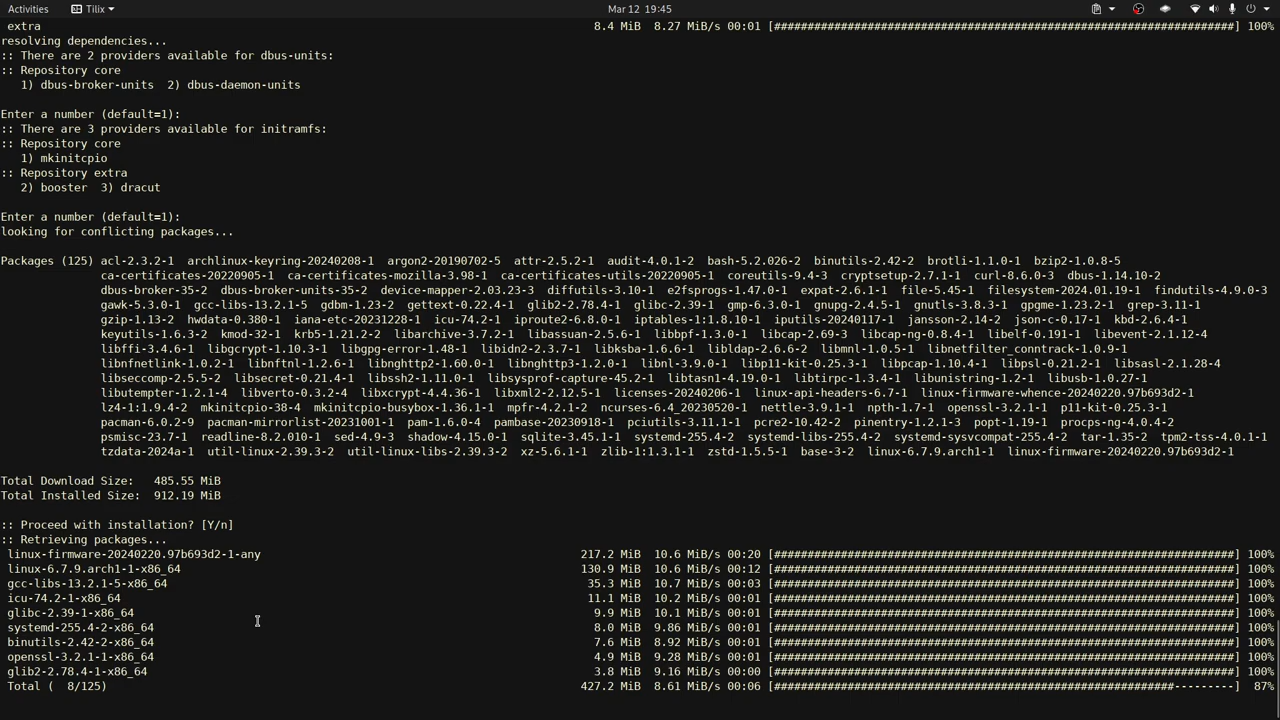 Activities Tilix Mar 12 19:45
extra 8.4 MiB 8.27 MiB/s 00:01 [######################################################################] 100%
resolving dependencies...
:: There are 2 providers available for dbus-units:
:: Repository core
1) dbus-broker-units 2) dbus-daemon-units
Enter a number (default=1):
:: There are 3 providers available for initramfs:
:: Repository core
1) mkinitcpio
:: Repository extra
2) booster 3) dracut
Enter a number (default=1):
looking for conflicting packages...
Packages (125) acl-2.3.2-1 archlinux-keyring-20240208-1 argon2-20190702-5 attr-2.5.2-1 audit-4.0.1-2 bash-5.2.026-2 binutils-2.42-2 brotli-1.1.0-1 bzip2-1.0.8-5
ca-certificates-20220905-1 ca-certificates-mozilla-3.98-1 ca-certificates-utils-20220905-1 coreutils-9.4-3 cryptsetup-2.7.1-1 curl-8.6.0-3 dbus-1.14.10-2
dbus-broker-35-2 dbus-broker-units-35-2 device-mapper-2.03.23-3 diffutils-3.10-1 e2fsprogs-1.47.0-1 expat-2.6.1-1 file-5.45-1 filesystem-2024.01.19-1 findutils-4.9.0-3
gawk-5.3.0-1 gcc-libs-13.2.1-5 gdbm-1.23-2 gettext-0.22.4-1 glib2-2.78.4-1 glibc-2.39-1 gmp-6.3.0-1 gnupg-2.4.5-1 gnutls-3.8.3-1 gpgme-1.23.2-1 grep-3.11-1
gzip-1.13-2 hwdata-0.380-1 iana-etc-20231228-1 icu-74.2-1 iproute2-6.8.0-1 iptables-1:1.8.10-1 iputils-20240117-1 jansson-2.14-2 json-c-0.17-1 kbd-2.6.4-1
keyutils-1.6.3-2 kmod-32-1 krb5-1.21.2-2 libarchive-3.7.2-1 libassuan-2.5.6-1 libbpf-1.3.0-1 libcap-2.69-3 libcap-ng-0.8.4-1 libelf-0.191-1 libevent-2.1.12-4
libffi-3.4.6-1 libgcrypt-1.10.3-1 libgpg-error-1.48-1 libidn2-2.3.7-1 libksba-1.6.6-1 libldap-2.6.6-2 libmnl-1.0.5-1 libnetfilter_conntrack-1.0.9-1
libnfnetlink-1.0.2-1 libnftnl-1.2.6-1 libnghttp2-1.60.0-1 libnghttp3-1.2.0-1 libnl-3.9.0-1 libp11-kit-0.25.3-1 libpcap-1.10.4-1 libpsl-0.21.2-1 libsasl-2.1.28-4
libseccomp-2.5.5-2 libsecret-0.21.4-1 libssh2-1.11.0-1 libsysprof-capture-45.2-1 libtasn1-4.19.0-1 libtirpc-1.3.4-1 libunistring-1.2-1 libusb-1.0.27-1
libutempter-1.2.1-4 libverto-0.3.2-4 libxcrypt-4.4.36-1 libxml2-2.12.5-1 licenses-20240206-1 linux-api-headers-6.7-1 linux-firmware-whence-20240220.97b693d2-1
lz4-1:1.9.4-2 mkinitcpio-38-4 mkinitcpio-busybox-1.36.1-1 mpfr-4.2.1-2 ncurses-6.4_20230520-1 nettle-3.9.1-1 npth-1.7-1 openssl-3.2.1-1 p11-kit-0.25.3-1
pacman-6.0.2-9 pacman-mirrorlist-20231001-1 pam-1.6.0-4 pambase-20230918-1 pciutils-3.11.1-1 pcre2-10.42-2 pinentry-1.2.1-3 popt-1.19-1 procps-ng-4.0.4-2
psmisc-23.7-1 readline-8.2.010-1 sed-4.9-3 shadow-4.15.0-1 sqlite-3.45.1-1 systemd-255.4-2 systemd-libs-255.4-2 systemd-sysvcompat-255.4-2 tar-1.35-2 tpm2-tss-4.0.1-1
tzdata-2024a-1 util-linux-2.39.3-2 util-linux-libs-2.39.3-2 xz-5.6.1-1 zlib-1:1.3.1-1 zstd-1.5.5-1 base-3-2 linux-6.7.9.arch1-1 linux-firmware-20240220.97b693d2-1
Total Download Size: 485.55 MiB
Total Installed Size: 912.19 MiB
:: Proceed with installation? [Y/n]
:: Retrieving packages...
linux-firmware-20240220.97b693d2-1-any 217.2 MiB 10.6 MiB/s 00:20 [######################################################################] 100%
linux-6.7.9.arch1-1-x86_64 130.9 MiB 10.6 MiB/s 00:12 [######################################################################] 100%
gcc-libs-13.2.1-5-x86_64 35.3 MiB 10.7 MiB/s 00:03 [######################################################################] 100%
icu-74.2-1-x86_64 11.1 MiB 10.2 MiB/s 00:01 [######################################################################] 100%
glibc-2.39-1-x86_64 9.9 MiB 10.1 MiB/s 00:01 [######################################################################] 100%
systemd-255.4-2-x86_64 8.0 MiB 9.86 MiB/s 00:01 [######################################################################] 100%
binutils-2.42-2-x86_64 7.6 MiB 8.92 MiB/s 00:01 [######################################################################] 100%
openssl-3.2.1-1-x86_64 4.9 MiB 9.28 MiB/s 00:01 [######################################################################] 100%
glib2-2.78.4-1-x86_64 3.8 MiB 9.16 MiB/s 00:00 [######################################################################] 100%
Total ( 8/125) 427.2 MiB 8.61 MiB/s 00:06 [#############################################################---------] 87%